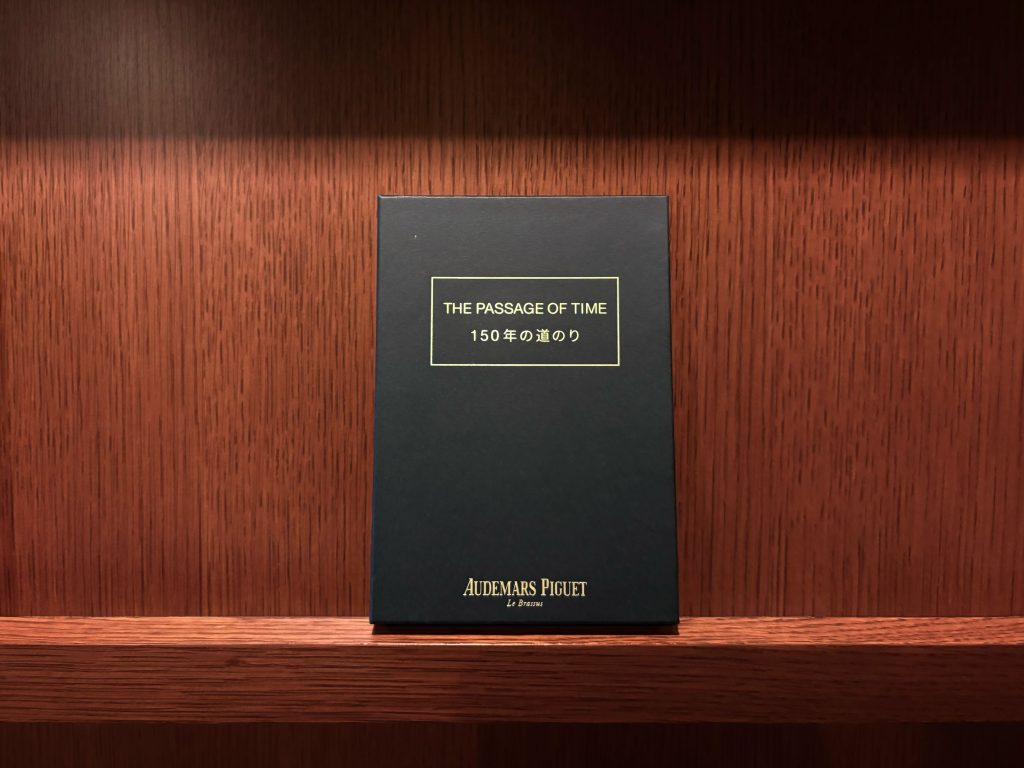 THE PASSAGE OF TIME
150年の道のり
AUDEMARS PIGUET
Le Brassus